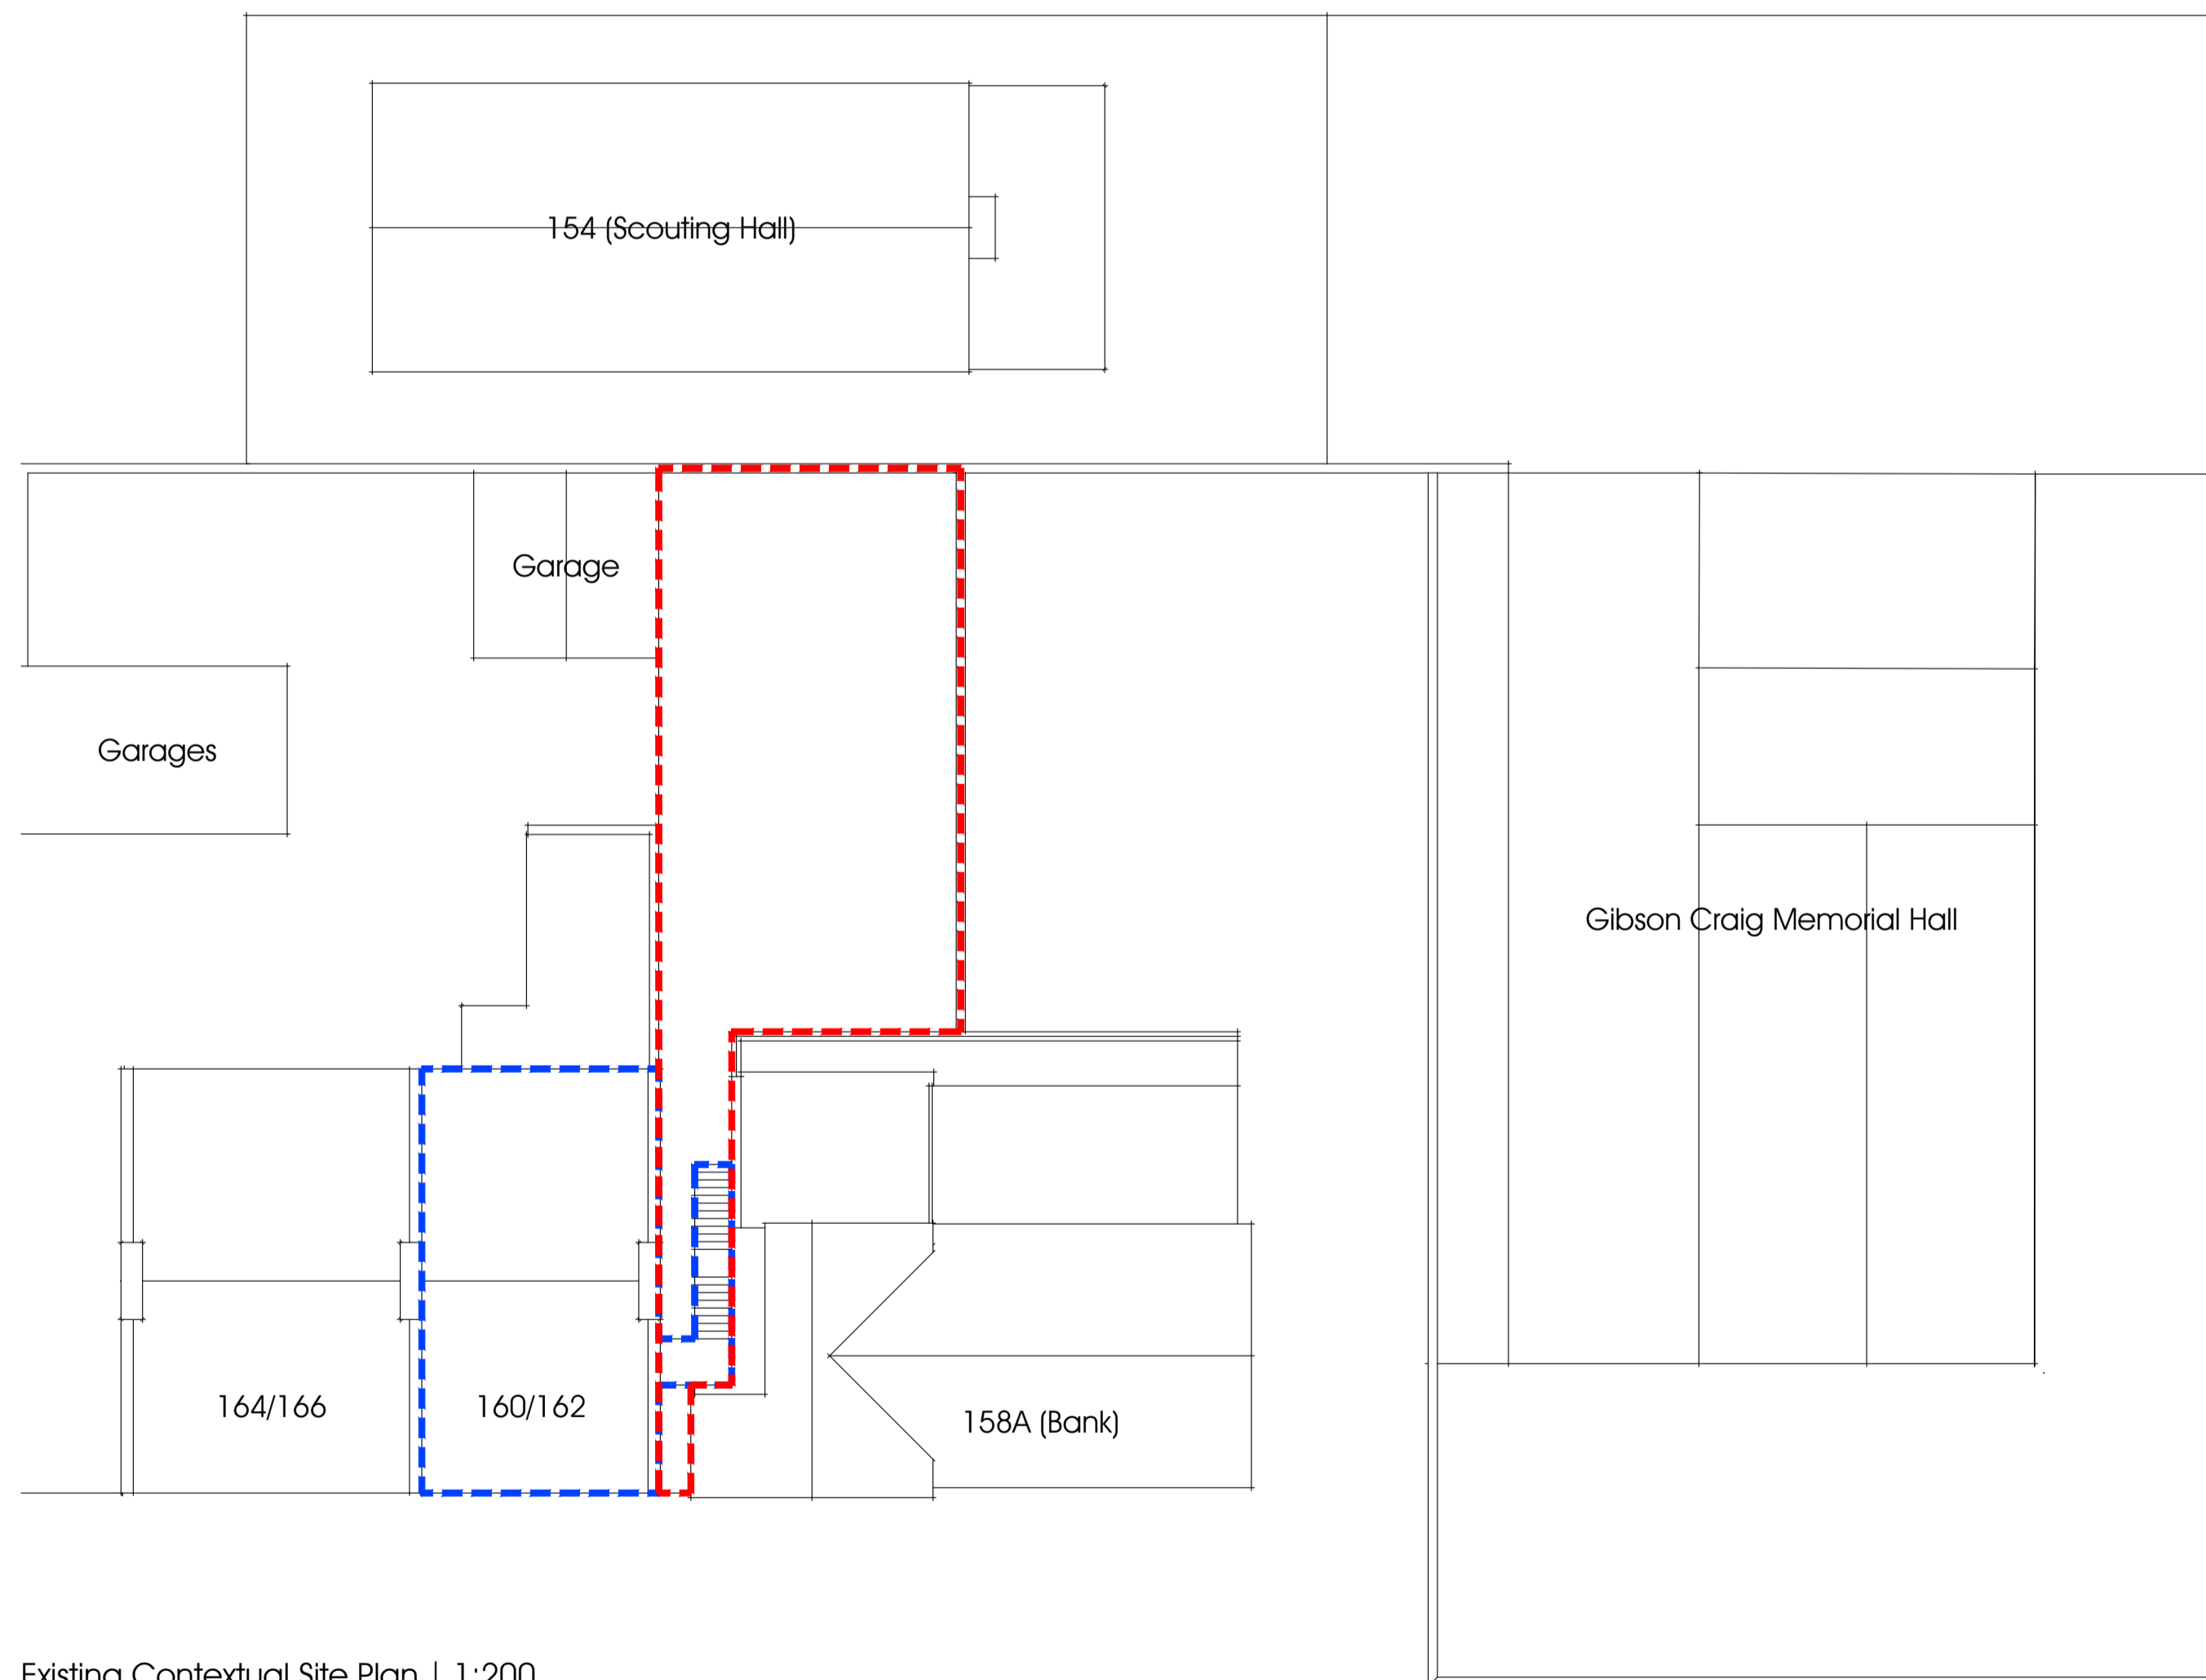 154 (Scouting Hall)
Garage
Garages
Gibson Craig Memorial Hall
164/166
160/162
158A (Bank)
Existing Contextual Site Plan | 1:200